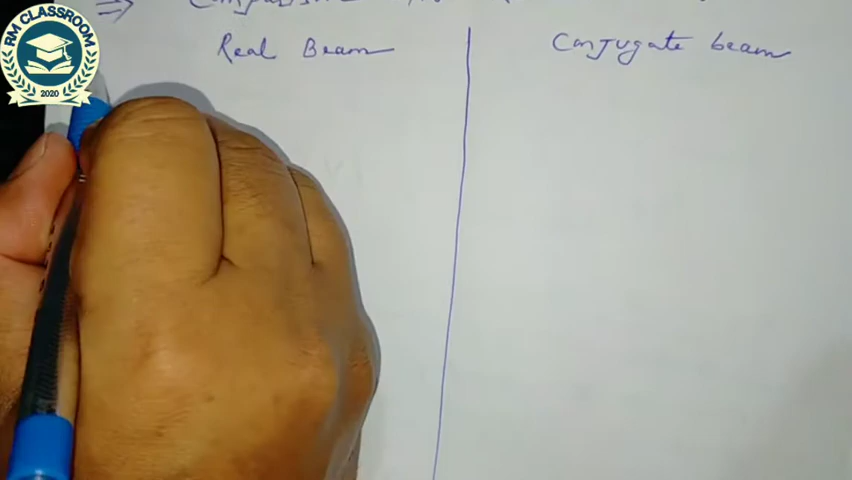 ⇒
Real Beam
Conjugate beam
RM CLASSROOM
2020